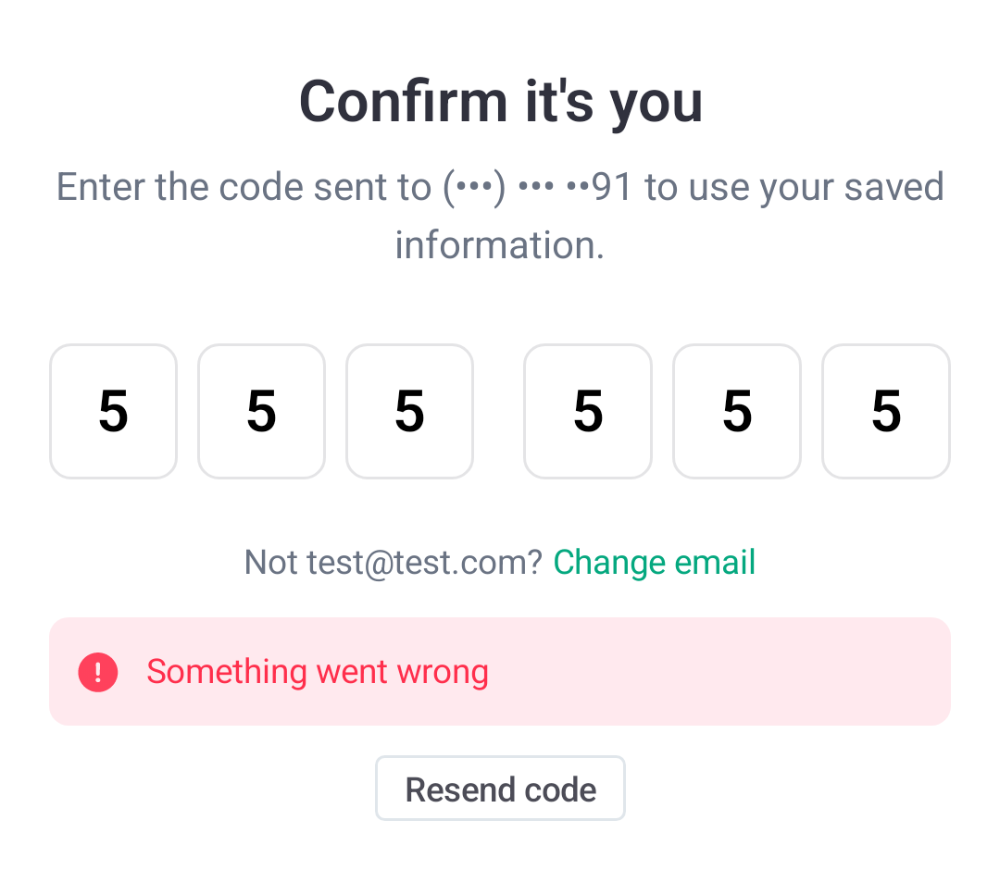 Confirm it's you
Enter the code sent to (•••) ••• ••91 to use your saved
information.
5 5 5 5 5 5
Not test@test.com? Change email
! Something went wrong
Resend code